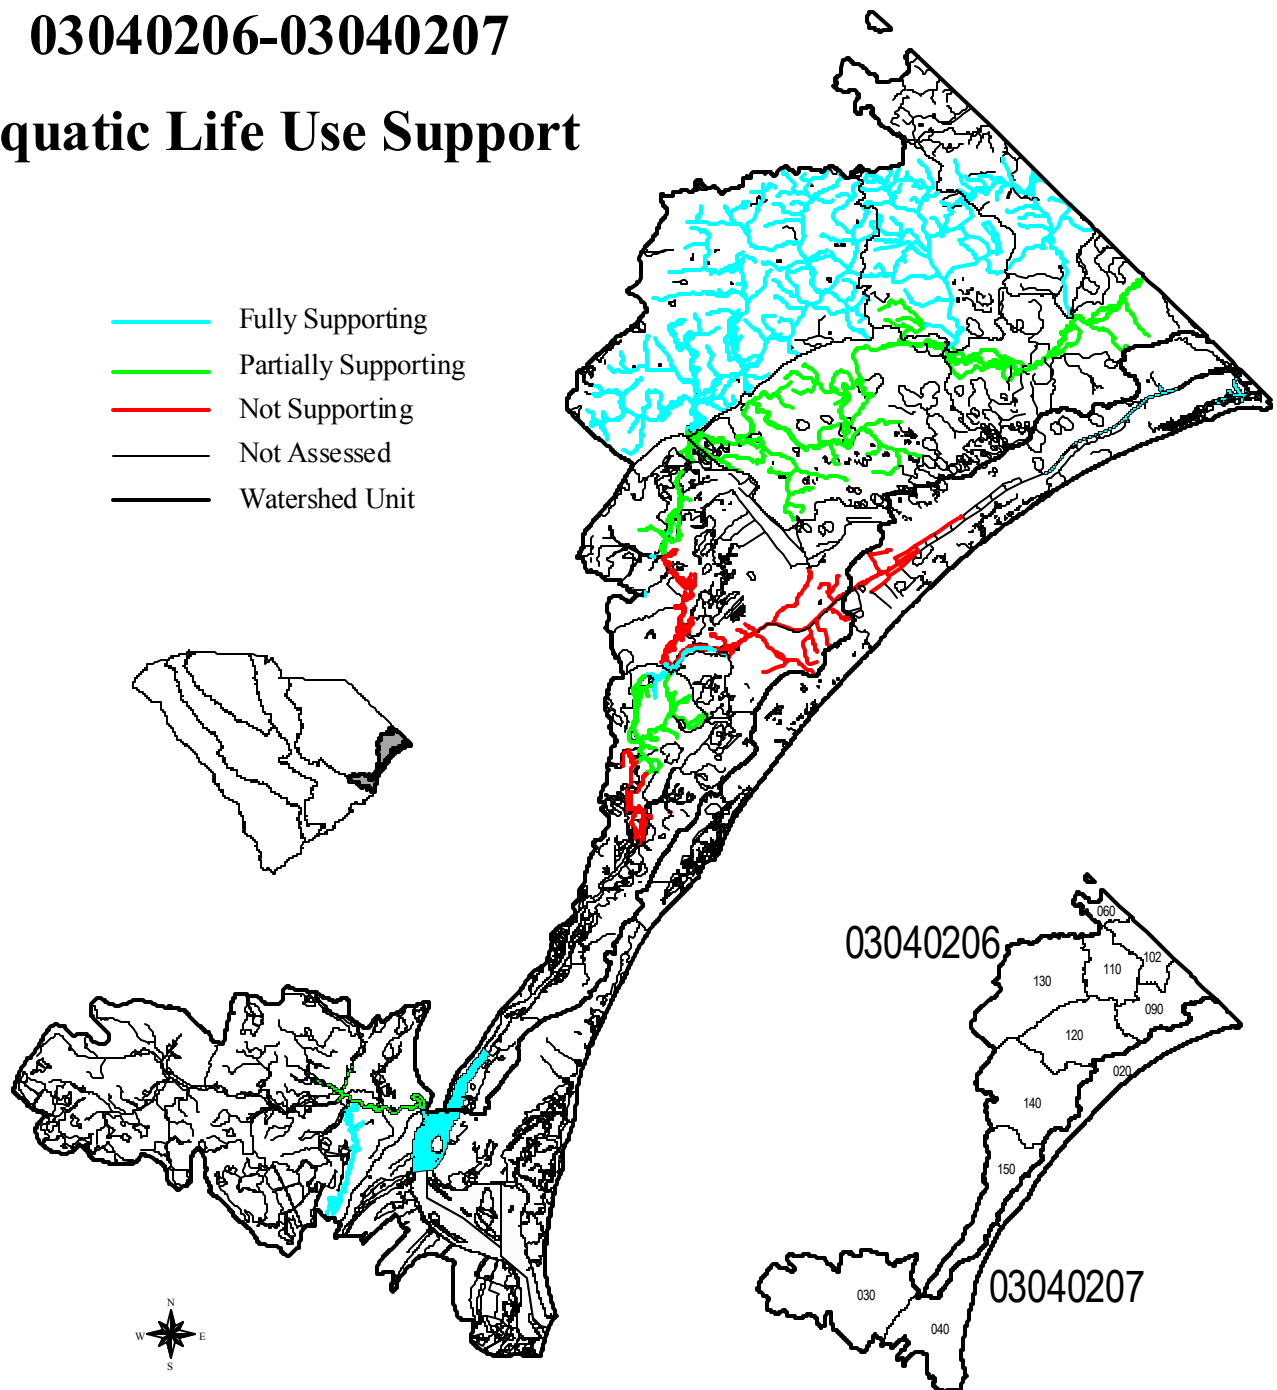 03040206-03040207
quatic Life Use Support
Fully Supporting
Partially Supporting
Not Supporting
Not Assessed
Watershed Unit
03040206
060
102
110
130
090
120
020
140
150
03040207
030
040
N
W
E
S